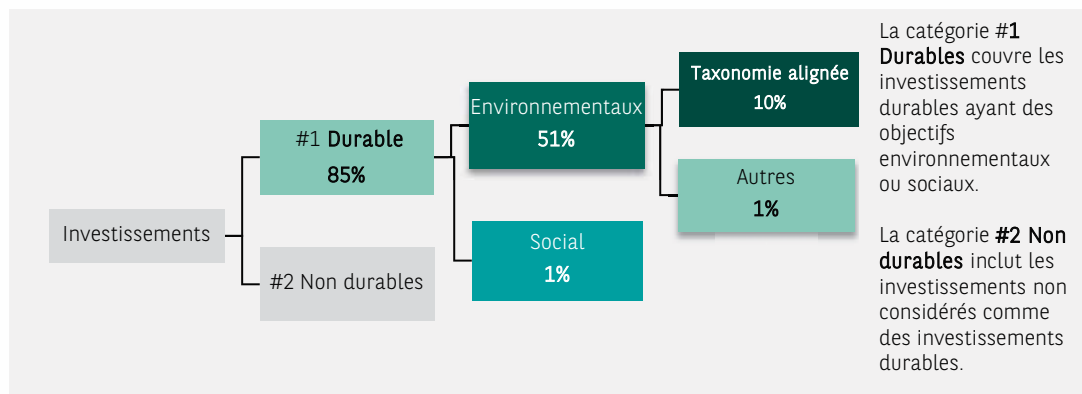 Investissements
#1 Durable
85%
#2 Non durables
Environnementaux
51%
Social
1%
Taxonomie alignée
10%
Autres
1%
La catégorie #1
Durables couvre les
investissements
durables ayant des
objectifs
environnementaux
ou sociaux.
La catégorie #2 Non
durables inclut les
investissements non
considérés comme
des investissements
durables.